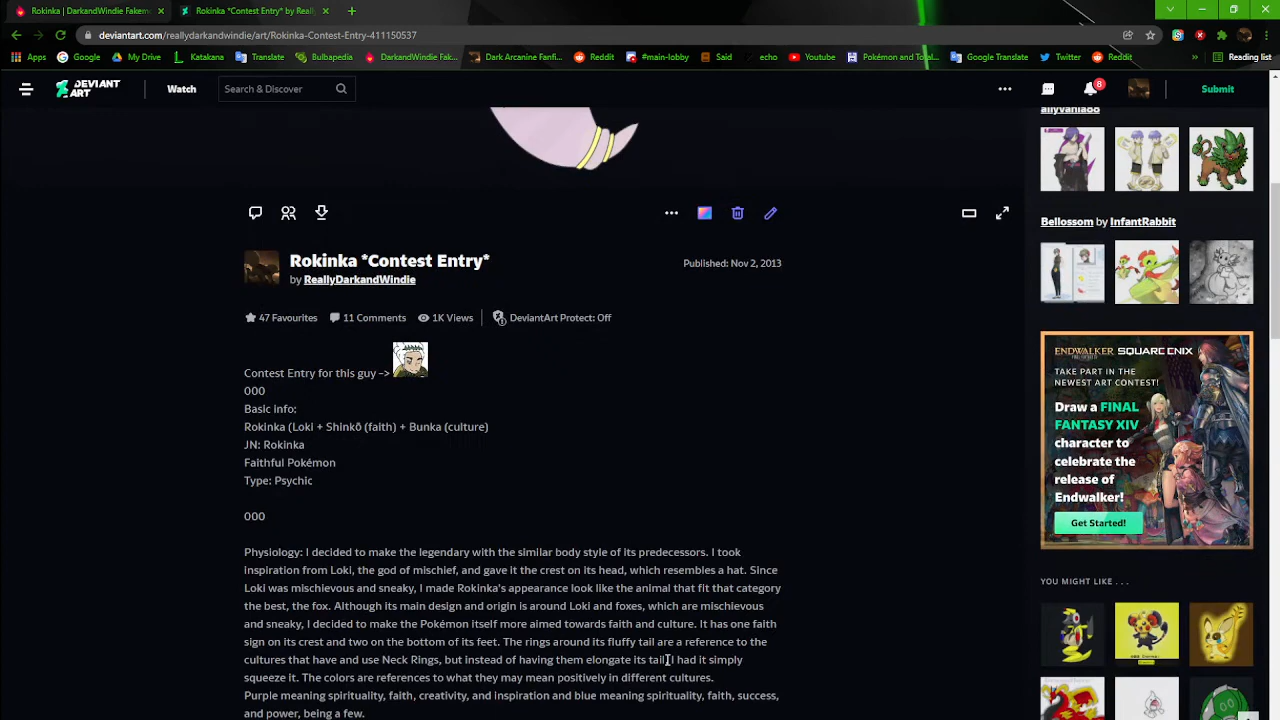 Rokinka | DarkandWindie Fakem
Rokinka *Contest Entry* by Really
deviantart.com/reallydarkandwindie/art/Rokinka-Contest-Entry-411150537
Apps
Google
My Drive
Katakana
Translate
Bulbapedia
DarkandWindie Fak...
Dark Arcanine Fanfi...
Reddit
#main-lobby
Said
echo
Youtube
Pokémon and Total...
Google Translate
Twitter
Reddit
Reading list
DEVIANT
ART
Watch
Search & Discover
8
Submit
allyvania88
Bellossom by InfantRabbit
Rokinka *Contest Entry*
by ReallyDarkandWindie
Published: Nov 2, 2013
47 Favourites
11 Comments
1K Views
DeviantArt Protect: Off
Contest Entry for this guy ->
000
Basic info:
Rokinka (Loki + Shinkō (faith) + Bunka (culture)
JN: Rokinka
Faithful Pokémon
Type: Psychic
000
Physiology: I decided to make the legendary with the similar body style of its predecessors. I took
inspiration from Loki, the god of mischief, and gave it the crest on its head, which resembles a hat. Since
Loki was mischievous and sneaky, I made Rokinka's appearance look like the animal that fit that category
the best, the fox. Although its main design and origin is around Loki and foxes, which are mischievous
and sneaky, I decided to make the Pokémon itself more aimed towards faith and culture. It has one faith
sign on its crest and two on the bottom of its feet. The rings around its fluffy tail are a reference to the
cultures that have and use Neck Rings, but instead of having them elongate its tail, I had it simply
squeeze it. The colors are references to what they may mean positively in different cultures.
Purple meaning spirituality, faith, creativity, and inspiration and blue meaning spirituality, faith, success,
and power, being a few.
ENDWALKER
FINAL FANTASY XIV
SQUARE ENIX
TAKE PART IN THE
NEWEST ART CONTEST!
Draw a FINAL
FANTASY XIV
character to
celebrate the
release of
Endwalker!
Get Started!
YOU MIGHT LIKE . . .